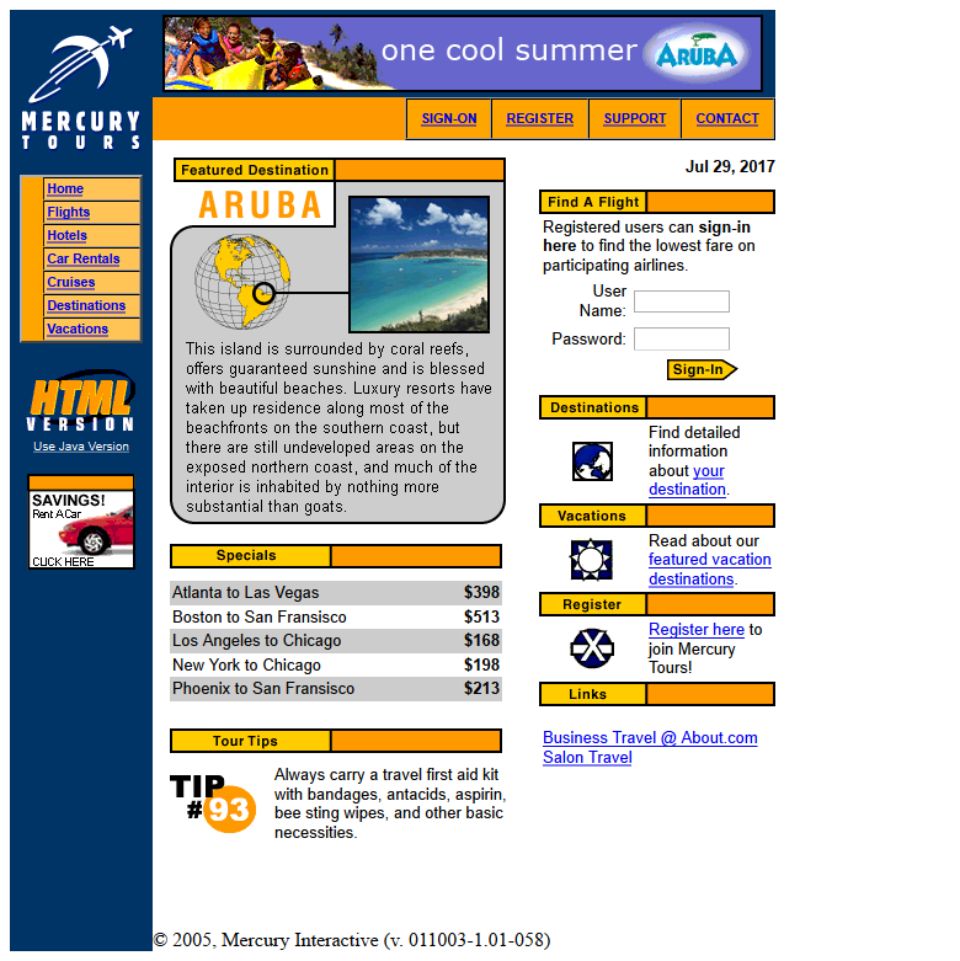 one cool summer ARUBA
MERCURY
TOURS
SIGN-ON REGISTER SUPPORT CONTACT
Home
Flights
Hotels
Car Rentals
Cruises
Destinations
Vacations
HTML
VERSION
Use Java Version
SAVINGS!
Rent A Car
CLICK HERE
Featured Destination
ARUBA
This island is surrounded by coral reefs,
offers guaranteed sunshine and is blessed
with beautiful beaches. Luxury resorts have
taken up residence along most of the
beachfronts on the southern coast, but
there are still undeveloped areas on the
exposed northern coast, and much of the
interior is inhabited by nothing more
substantial than goats.
Specials
Atlanta to Las Vegas $398
Boston to San Fransisco $513
Los Angeles to Chicago $168
New York to Chicago $198
Phoenix to San Fransisco $213
Tour Tips
TIP
#93
Always carry a travel first aid kit
with bandages, antacids, aspirin,
bee sting wipes, and other basic
necessities.
Jul 29, 2017
Find A Flight
Registered users can sign-in
here to find the lowest fare on
participating airlines.
User
Name:
Password:
Sign-In
Destinations
Find detailed
information
about your
destination.
Vacations
Read about our
featured vacation
destinations.
Register
Register here to
join Mercury
Tours!
Links
Business Travel @ About.com
Salon Travel
© 2005, Mercury Interactive (v. 011003-1.01-058)